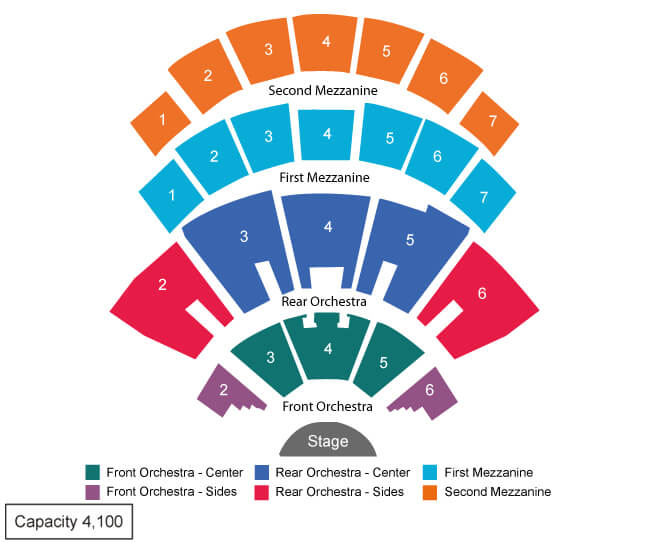 4
3
5
2
6
1
7
Second Mezzanine
4
3
5
2
6
1
7
First Mezzanine
3
4
5
2
6
Rear Orchestra
3
4
5
2
6
Front Orchestra
Stage
Front Orchestra - Center
Rear Orchestra - Center
First Mezzanine
Front Orchestra - Sides
Rear Orchestra - Sides
Second Mezzanine
Capacity 4,100